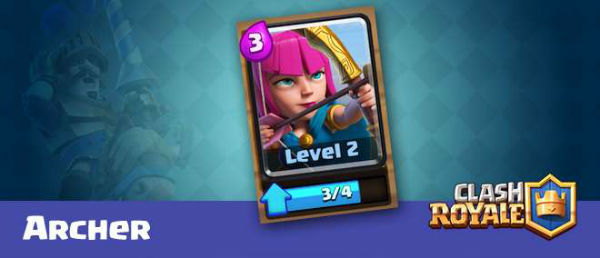 3
Level 2
3/4
CLASH
ROYALE
ARCHER